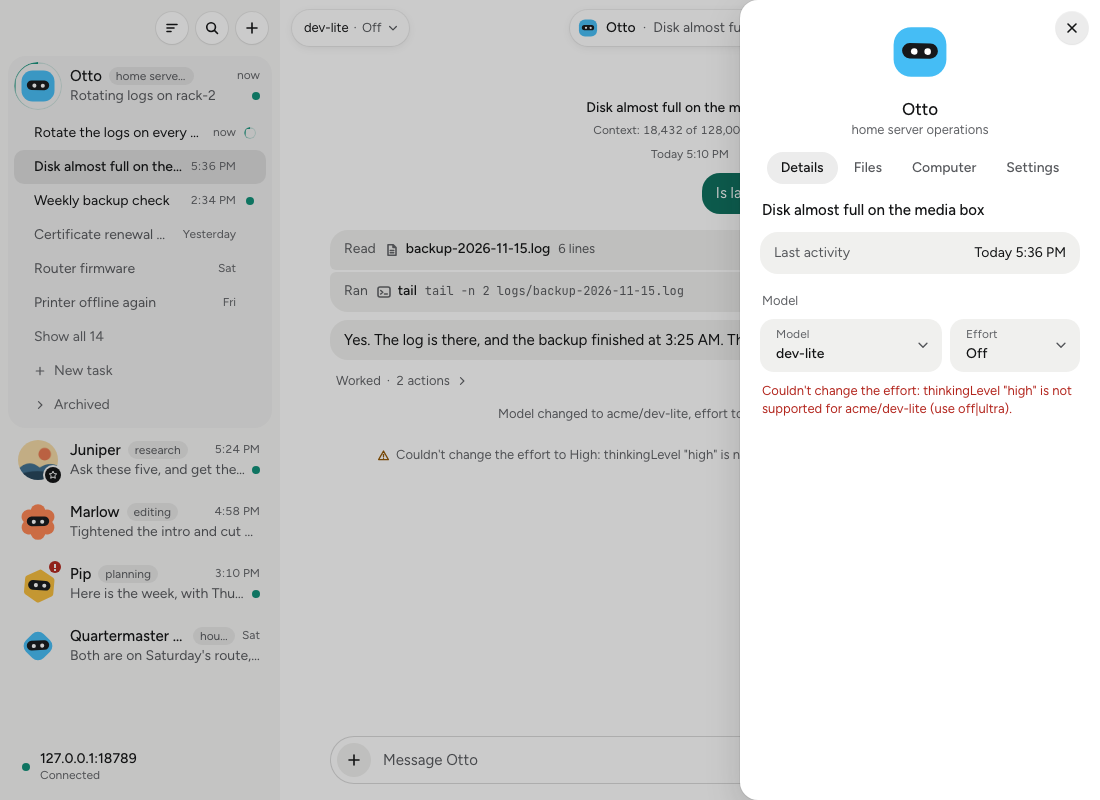 Otto
home serve...
now
Rotating logs on rack-2
Rotate the logs on every ...
now
Disk almost full on the...
5:36 PM
Weekly backup check
2:34 PM
Certificate renewal ...
Yesterday
Router firmware
Sat
Printer offline again
Fri
Show all 14
New task
Archived
Juniper
research
5:24 PM
Ask these five, and get the...
Marlow
editing
4:58 PM
Tightened the intro and cut ...
Pip
planning
3:10 PM
Here is the week, with Thu...
Quartermaster ...
hou...
Sat
Both are on Saturday's route,...
127.0.0.1:18789
Connected
dev-lite · Off
Otto · Disk almost fu
Disk almost full on the m
Context: 18,432 of 128,00
Today 5:10 PM
Is la
Read backup-2026-11-15.log 6 lines
Ran tail tail -n 2 logs/backup-2026-11-15.log
Yes. The log is there, and the backup finished at 3:25 AM. Th
Worked · 2 actions
Model changed to acme/dev-lite, effort to
Couldn't change the effort to High: thinkingLevel "high" is n
Message Otto
Otto
home server operations
Details
Files
Computer
Settings
Disk almost full on the media box
Last activity
Today 5:36 PM
Model
Model
dev-lite
Effort
Off
Couldn't change the effort: thinkingLevel "high" is not
supported for acme/dev-lite (use off|ultra).